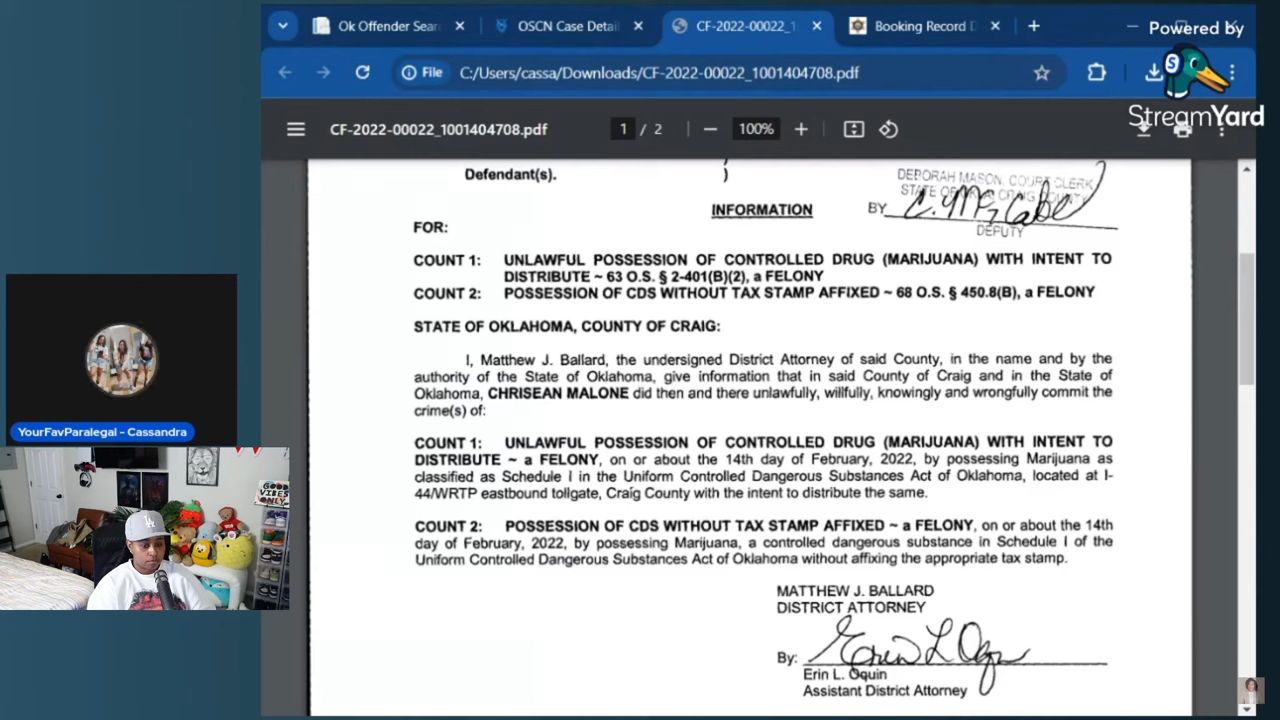 Ok Offender Sear
OSCN Case Detai
CF-2022-00022_1
Booking Record D
Powered by
File C:/Users/cassa/Downloads/CF-2022-00022_1001404708.pdf
StreamYard
CF-2022-00022_1001404708.pdf 1 / 2 100%
Defendant(s). )
DEBORAH MASON, COURT CLERK
INFORMATION
BY
DEPUTY
FOR:
COUNT 1: UNLAWFUL POSSESSION OF CONTROLLED DRUG (MARIJUANA) WITH INTENT TO
DISTRIBUTE ~ 63 O.S. § 2-401(B)(2), a FELONY
COUNT 2: POSSESSION OF CDS WITHOUT TAX STAMP AFFIXED ~ 68 O.S. § 450.8(B), a FELONY
STATE OF OKLAHOMA, COUNTY OF CRAIG:
I, Matthew J. Ballard, the undersigned District Attorney of said County, in the name and by the
authority of the State of Oklahoma, give information that in said County of Craig and in the State of
Oklahoma, CHRISEAN MALONE did then and there unlawfully, willfully, knowingly and wrongfully commit the
crime(s) of:
COUNT 1: UNLAWFUL POSSESSION OF CONTROLLED DRUG (MARIJUANA) WITH INTENT TO
DISTRIBUTE ~ a FELONY, on or about the 14th day of February, 2022, by possessing Marijuana as
classified as Schedule I in the Uniform Controlled Dangerous Substances Act of Oklahoma, located at I-
44/WRTP eastbound tollgate, Craig County with the intent to distribute the same.
COUNT 2: POSSESSION OF CDS WITHOUT TAX STAMP AFFIXED ~ a FELONY, on or about the 14th
day of February, 2022, by possessing Marijuana, a controlled dangerous substance in Schedule I of the
Uniform Controlled Dangerous Substances Act of Oklahoma without affixing the appropriate tax stamp.
MATTHEW J. BALLARD
DISTRICT ATTORNEY
By:
Erin L. Oquin
Assistant District Attorney
YourFavParalegal - Cassandra
GOOD
VIBES
ONLY
LA